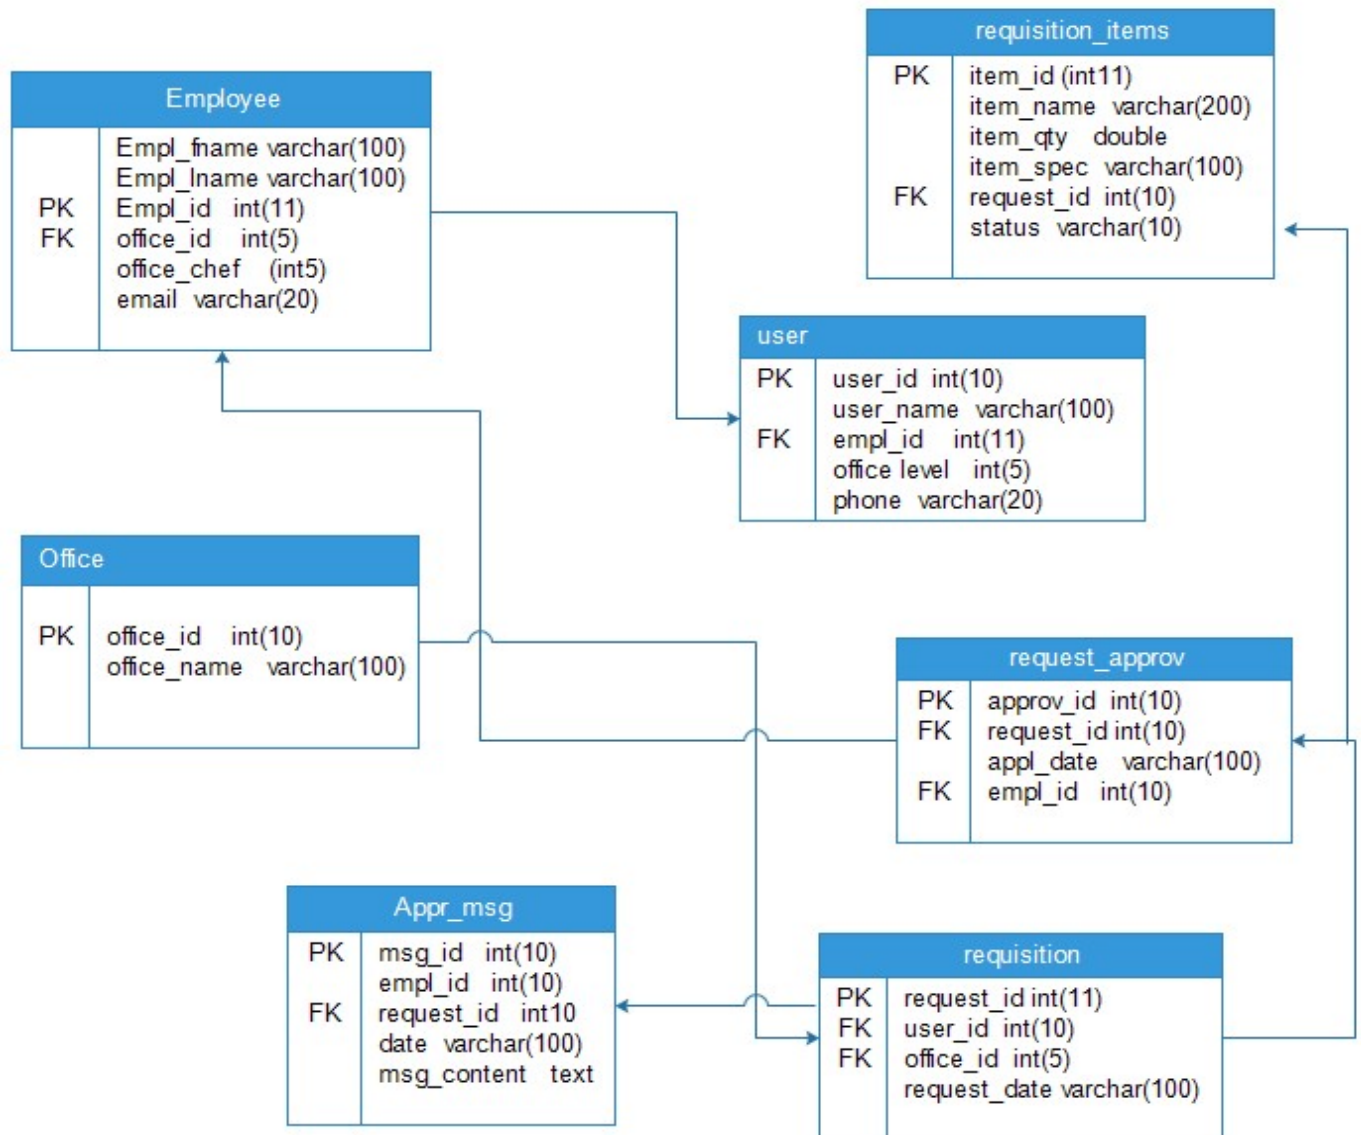 requisition_items
PK item_id (int11)
item_name varchar(200)
item_qty double
item_spec varchar(100)
FK request_id int(10)
status varchar(10)
Employee
Empl_fname varchar(100)
Empl_lname varchar(100)
PK Empl_id int(11)
FK office_id int(5)
office_chef (int5)
email varchar(20)
user
PK user_id int(10)
user_name varchar(100)
FK empl_id int(11)
office level int(5)
phone varchar(20)
Office
PK office_id int(10)
office_name varchar(100)
request_approv
PK approv_id int(10)
FK request_id int(10)
appl_date varchar(100)
FK empl_id int(10)
Appr_msg
PK msg_id int(10)
empl_id int(10)
FK request_id int10
date varchar(100)
msg_content text
requisition
PK request_id int(11)
FK user_id int(10)
FK office_id int(5)
request_date varchar(100)